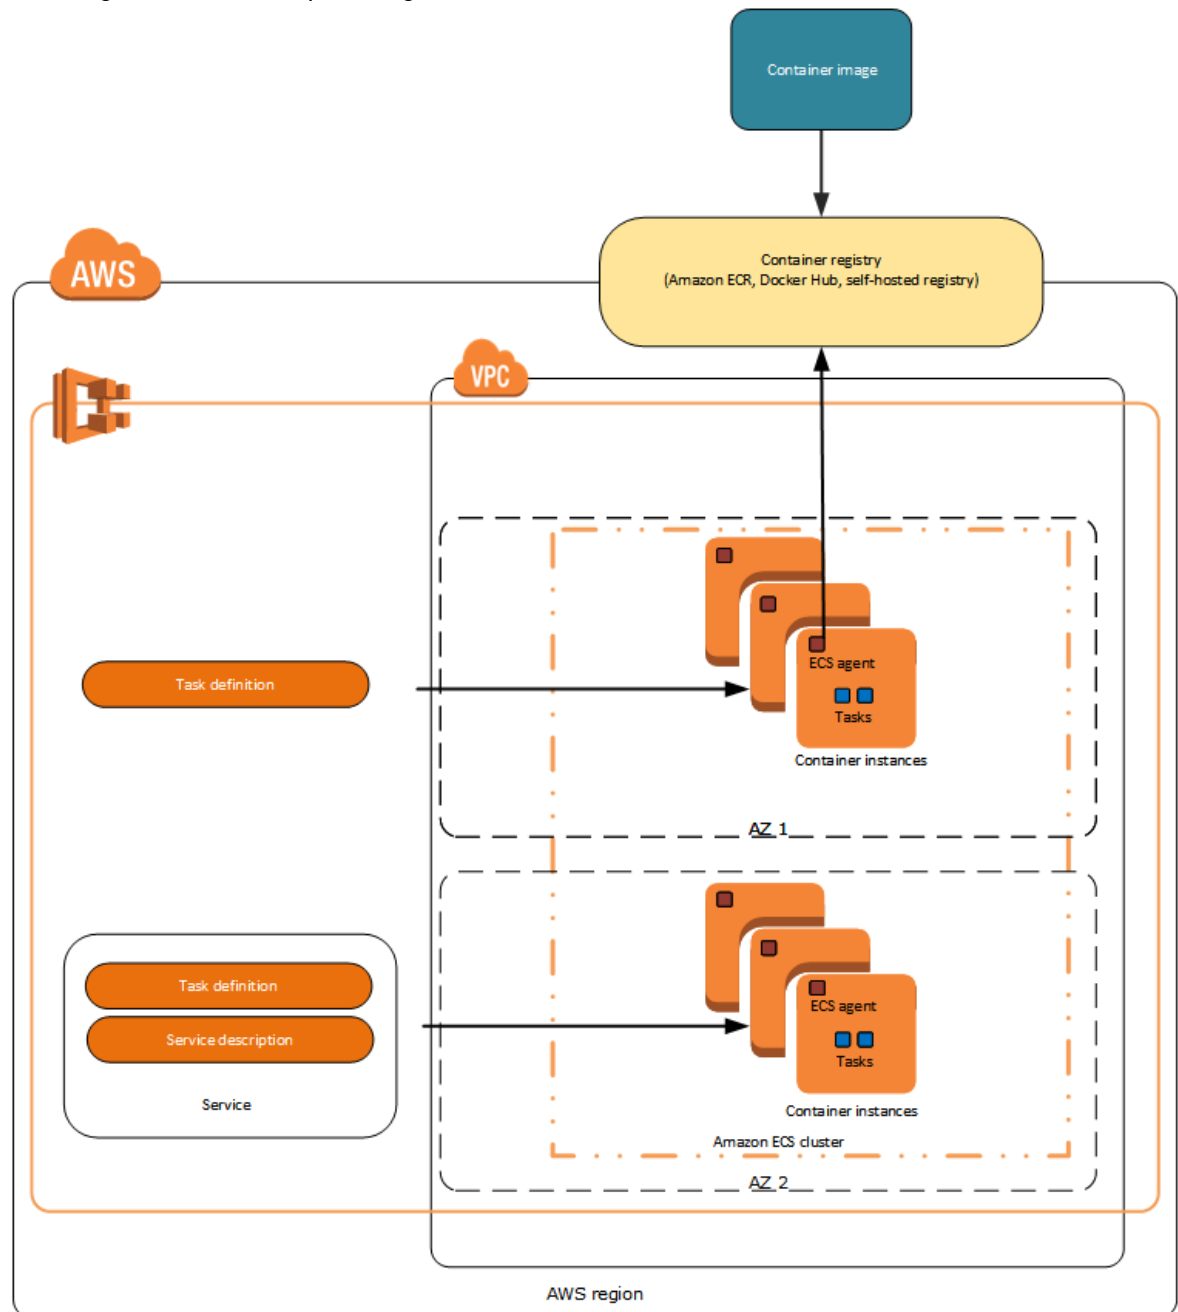 Container image
Container registry
(Amazon ECR, Docker Hub, self-hosted registry)
AWS
VPC
ECS agent
Task definition
Tasks
Container instances
AZ 1
Task definition
Service description
Service
ECS agent
Tasks
Container instances
Amazon ECS cluster
AZ 2
AWS region